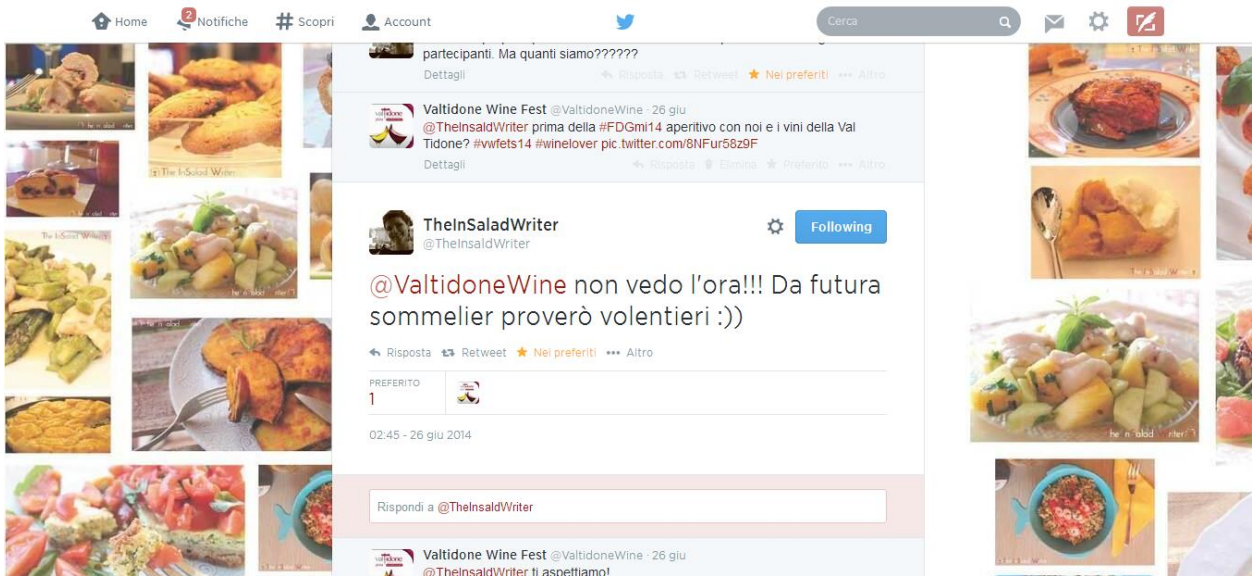 Home
2
Notifiche
Scopri
Account
Cerca
partecipanti. Ma quanti siamo??????
Dettagli
Risposta Retweet Nei preferiti Altro
Valtidone Wine Fest @ValtidoneWine · 26 giu
@TheInsaldWriter prima della #FDGmi14 aperitivo con noi e i vini della Val
Tidone? #vwfets14 #winelover pic.twitter.com/8NFur58z9F
Dettagli
Risposta Elimina Preferito Altro
TheInSaladWriter
@TheInsaldWriter
Following
@ValtidoneWine non vedo l'ora!!! Da futura
sommelier proverò volentieri :))
Risposta Retweet Nei preferiti Altro
PREFERITO
1
02:45 - 26 giu 2014
Rispondi a @TheInsaldWriter
Valtidone Wine Fest @ValtidoneWine · 26 giu
@TheInsaldWriter ti aspettiamo!
The InSalad Writer